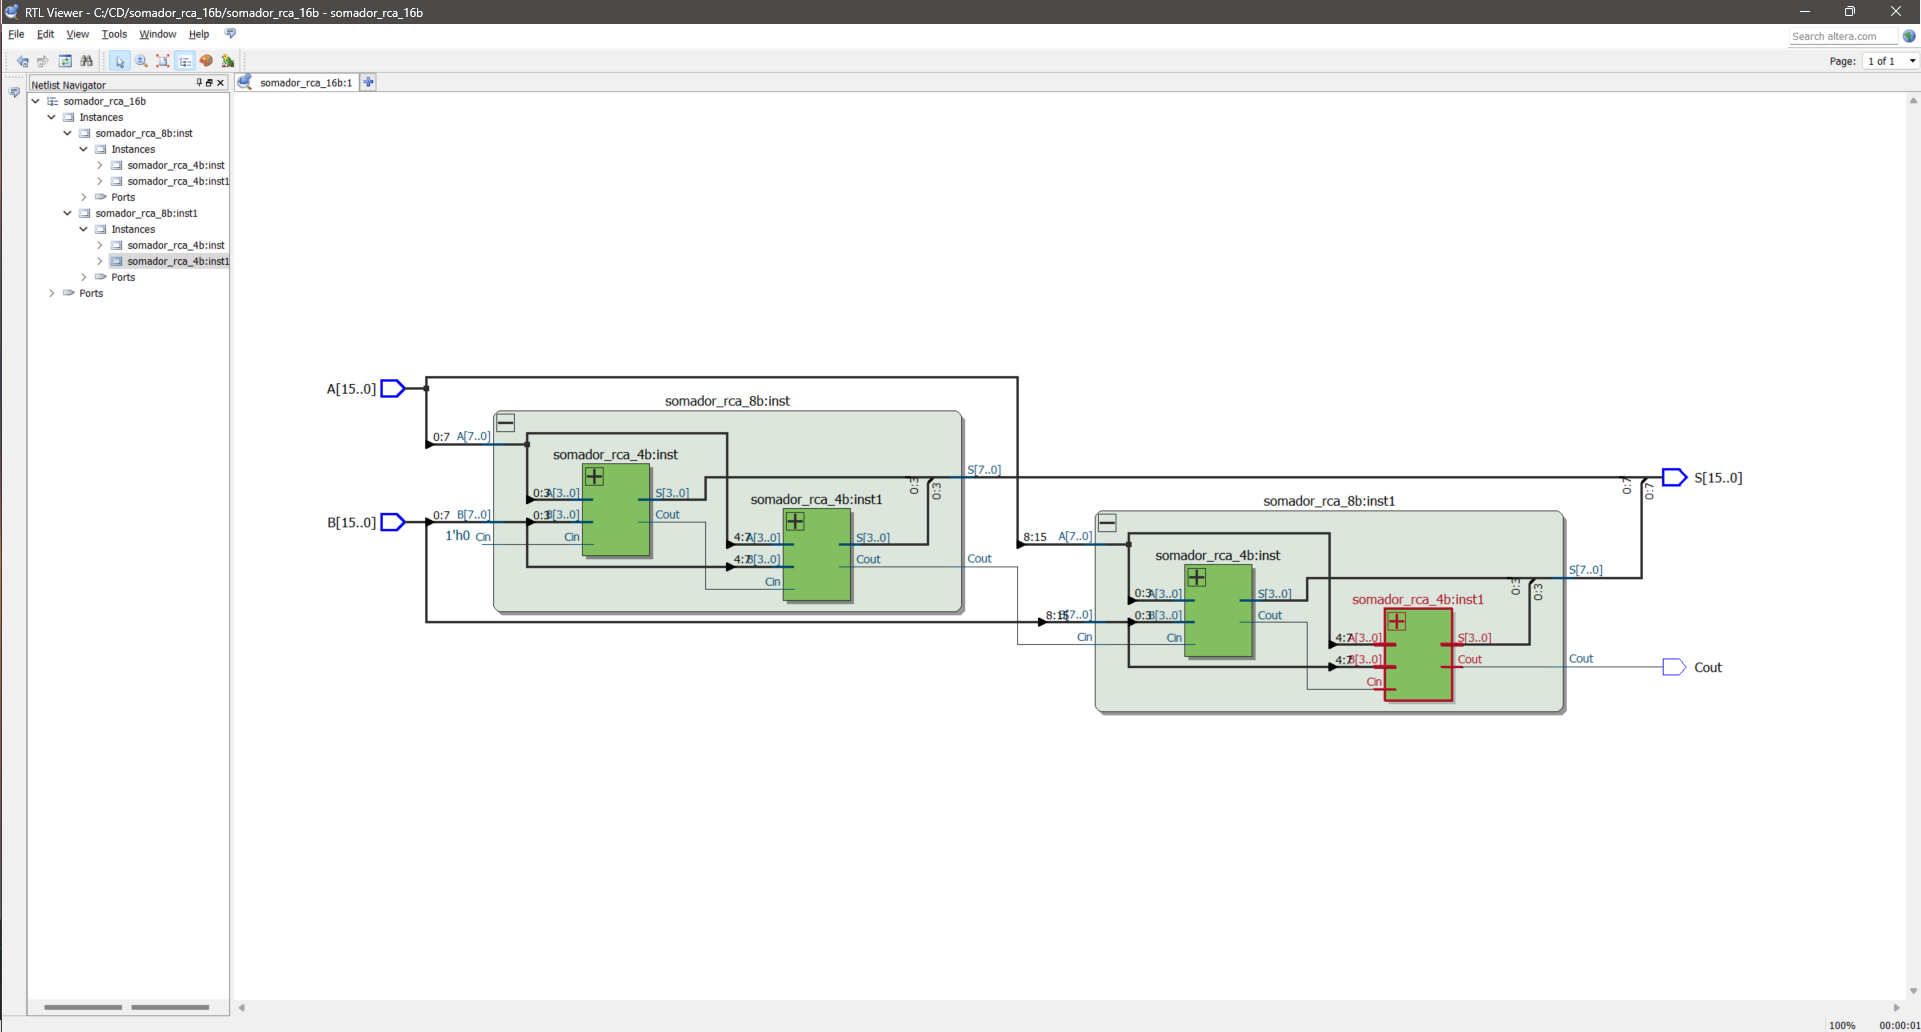 RTL Viewer - C:/CD/somador_rca_16b/somador_rca_16b - somador_rca_16b
File Edit View Tools Window Help
Search altera.com
Page: 1 of 1
Netlist Navigator
somador_rca_16b:1
somador_rca_16b
Instances
somador_rca_8b:inst
Instances
somador_rca_4b:inst
somador_rca_4b:inst1
Ports
somador_rca_8b:inst1
Instances
somador_rca_4b:inst
somador_rca_4b:inst1
Ports
Ports
A[15..0]
B[15..0]
somador_rca_8b:inst
0:7 A[7..0]
0:7 B[7..0]
1'h0 Cin
somador_rca_4b:inst
0:3 A[3..0]
0:3 B[3..0]
Cin
S[3..0]
Cout
somador_rca_4b:inst1
4:7 A[3..0]
4:7 B[3..0]
Cin
S[3..0]
Cout
0:3
0:3
S[7..0]
Cout
somador_rca_8b:inst1
8:15 A[7..0]
8:15 B[7..0]
Cin
somador_rca_4b:inst
0:3 A[3..0]
0:3 B[3..0]
Cin
S[3..0]
Cout
somador_rca_4b:inst1
4:7 A[3..0]
4:7 B[3..0]
Cin
S[3..0]
Cout
0:3
0:3
S[7..0]
Cout
0:7
0:7
S[15..0]
Cout
100% 00:00:01